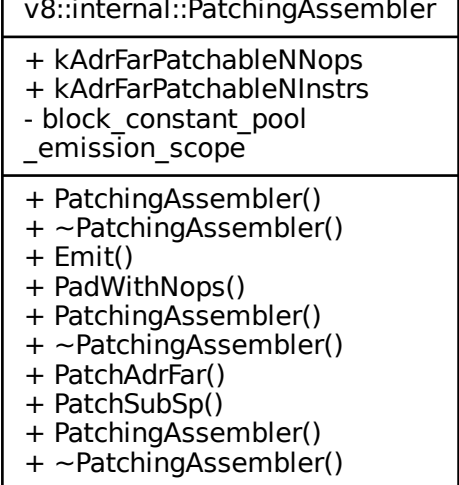 v8::internal::PatchingAssembler
+ kAdrFarPatchableNNops
+ kAdrFarPatchableNInstrs
- block_constant_pool
_emission_scope
+ PatchingAssembler()
+ ~PatchingAssembler()
+ Emit()
+ PadWithNops()
+ PatchingAssembler()
+ ~PatchingAssembler()
+ PatchAdrFar()
+ PatchSubSp()
+ PatchingAssembler()
+ ~PatchingAssembler()